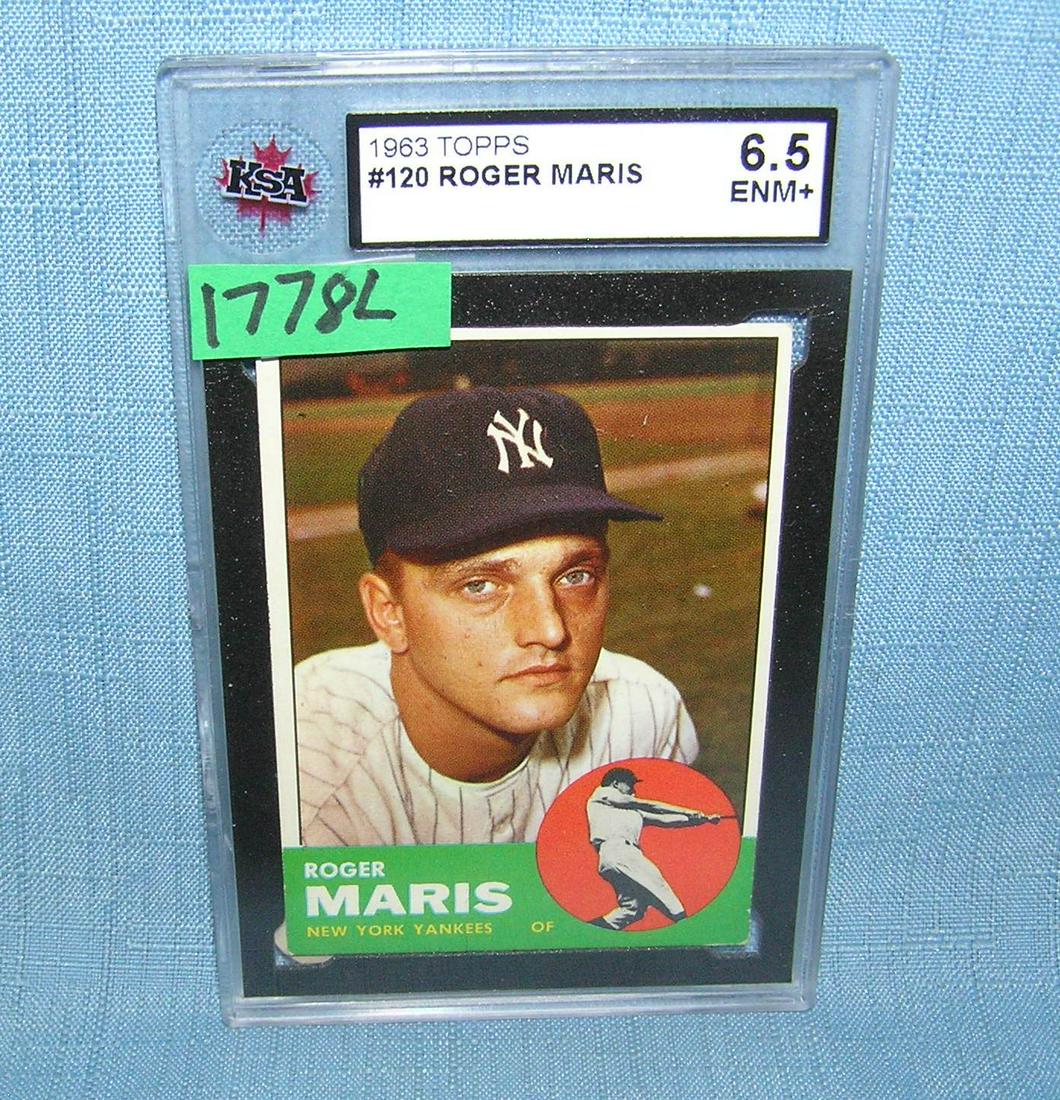 KSA
1963 TOPPS
#120 ROGER MARIS
6.5
ENM+
1778L
NY
ROGER
MARIS
NEW YORK YANKEES OF